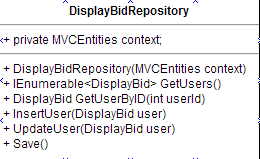 DisplayBidRepository
+ private MVCEntities context;
+ DisplayBidRepository(MVCEntities context)
+ IEnumerable<DisplayBid> GetUsers()
+ DisplayBid GetUserByID(int userId)
+ InsertUser(DisplayBid user)
+ UpdateUser(DisplayBid user)
+ Save()